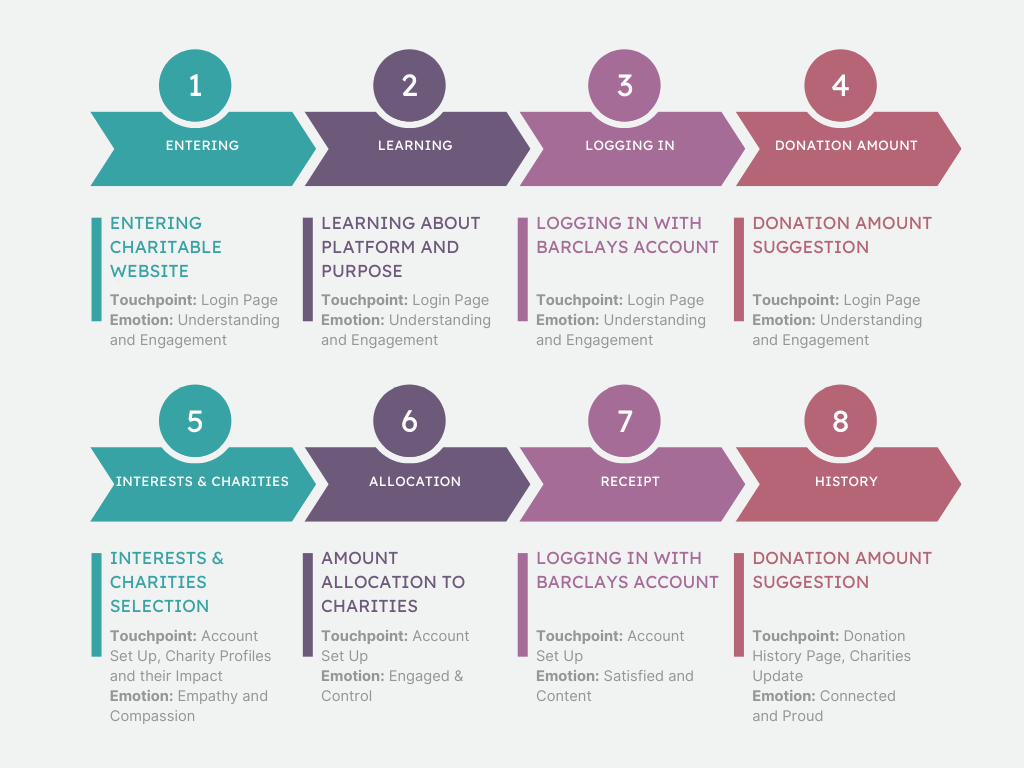 1
2
3
4
ENTERING
LEARNING
LOGGING IN
DONATION AMOUNT
ENTERING
CHARITABLE
WEBSITE
Touchpoint: Login Page
Emotion: Understanding
and Engagement
LEARNING ABOUT
PLATFORM AND
PURPOSE
Touchpoint: Login Page
Emotion: Understanding
and Engagement
LOGGING IN WITH
BARCLAYS ACCOUNT
Touchpoint: Login Page
Emotion: Understanding
and Engagement
DONATION AMOUNT
SUGGESTION
Touchpoint: Login Page
Emotion: Understanding
and Engagement
5
6
7
8
INTERESTS & CHARITIES
ALLOCATION
RECEIPT
HISTORY
INTERESTS &
CHARITIES
SELECTION
Touchpoint: Account
Set Up, Charity Profiles
and their Impact
Emotion: Empathy and
Compassion
AMOUNT
ALLOCATION TO
CHARITIES
Touchpoint: Account
Set Up
Emotion: Engaged &
Control
LOGGING IN WITH
BARCLAYS ACCOUNT
Touchpoint: Account
Set Up
Emotion: Satisfied and
Content
DONATION AMOUNT
SUGGESTION
Touchpoint: Donation
History Page, Charities
Update
Emotion: Connected
and Proud